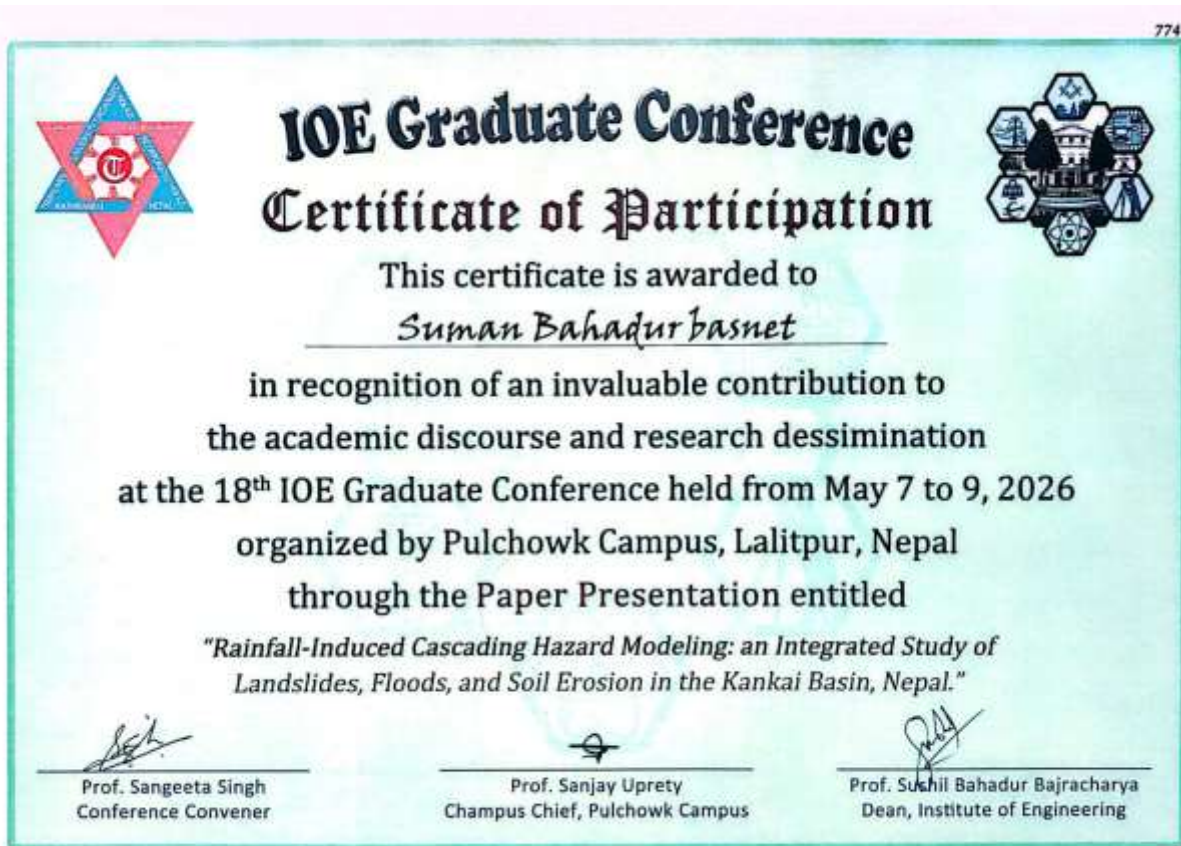 774
IOE Graduate Conference
Certificate of Participation
This certificate is awarded to
Suman Bahadur basnet
in recognition of an invaluable contribution to
the academic discourse and research dessimination
at the 18th IOE Graduate Conference held from May 7 to 9, 2026
organized by Pulchowk Campus, Lalitpur, Nepal
through the Paper Presentation entitled
"Rainfall-Induced Cascading Hazard Modeling: an Integrated Study of
Landslides, Floods, and Soil Erosion in the Kankai Basin, Nepal."
Prof. Sangeeta Singh
Conference Convener
Prof. Sanjay Uprety
Champus Chief, Pulchowk Campus
Prof. Sushil Bahadur Bajracharya
Dean, Institute of Engineering